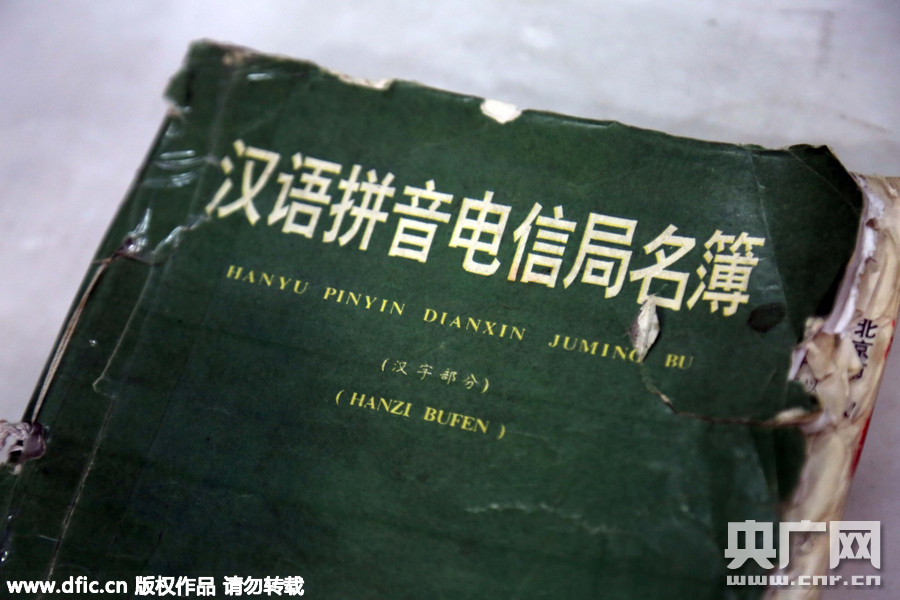 汉语拼音电信局名簿
HANYU PINYIN DIANXIN JUMING BU
(汉字部分)
(HANZI BUFEN)
北京
央广网
www.cnr.cn
www.dfic.cn 版权作品 请勿转载